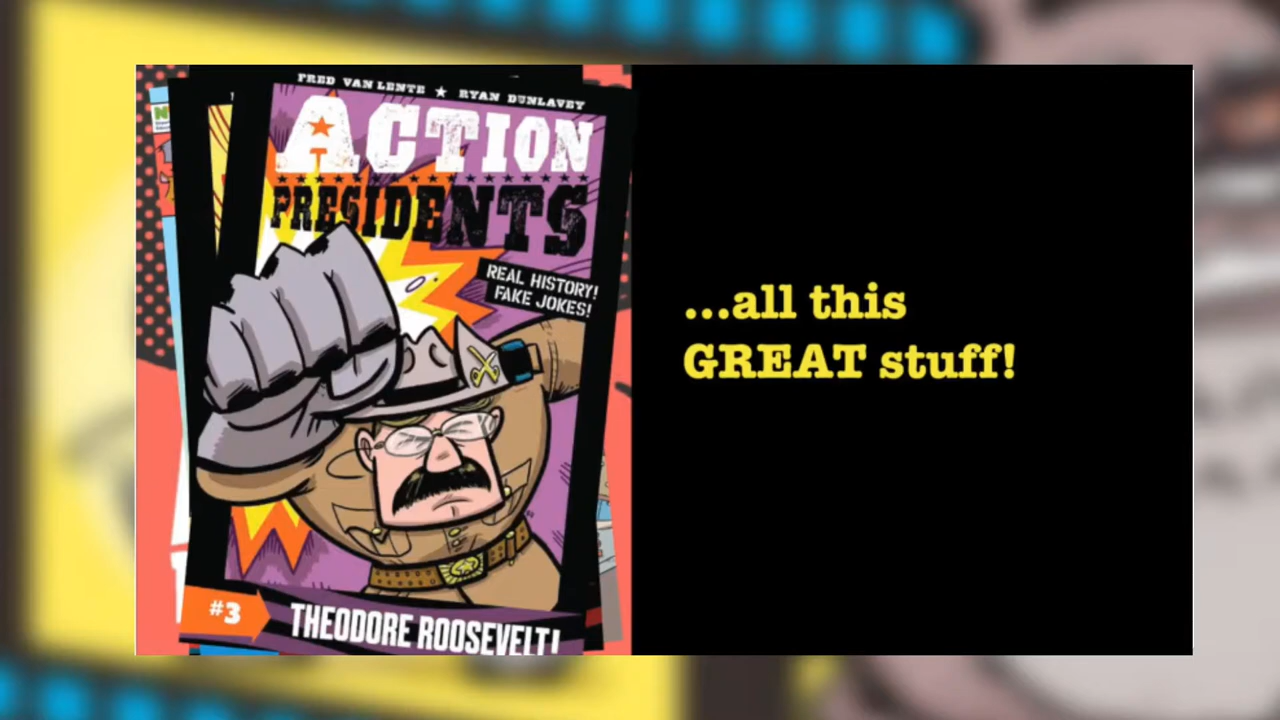 FRED VAN LENTE ★ RYAN DUNLAVEY
ACTION
PRESIDENTS
REAL HISTORY!
FAKE JOKES!
#3
THEODORE ROOSEVELT!
...all this
GREAT stuff!